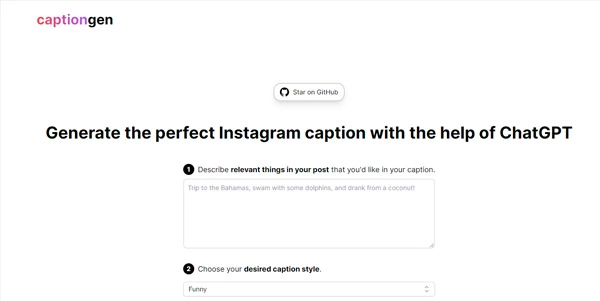 captiongen
Star on GitHub
Generate the perfect Instagram caption with the help of ChatGPT
1 Describe relevant things in your post that you'd like in your caption.
Trip to the Bahamas, swam with some dolphins, and drank from a coconut!
2 Choose your desired caption style.
Funny